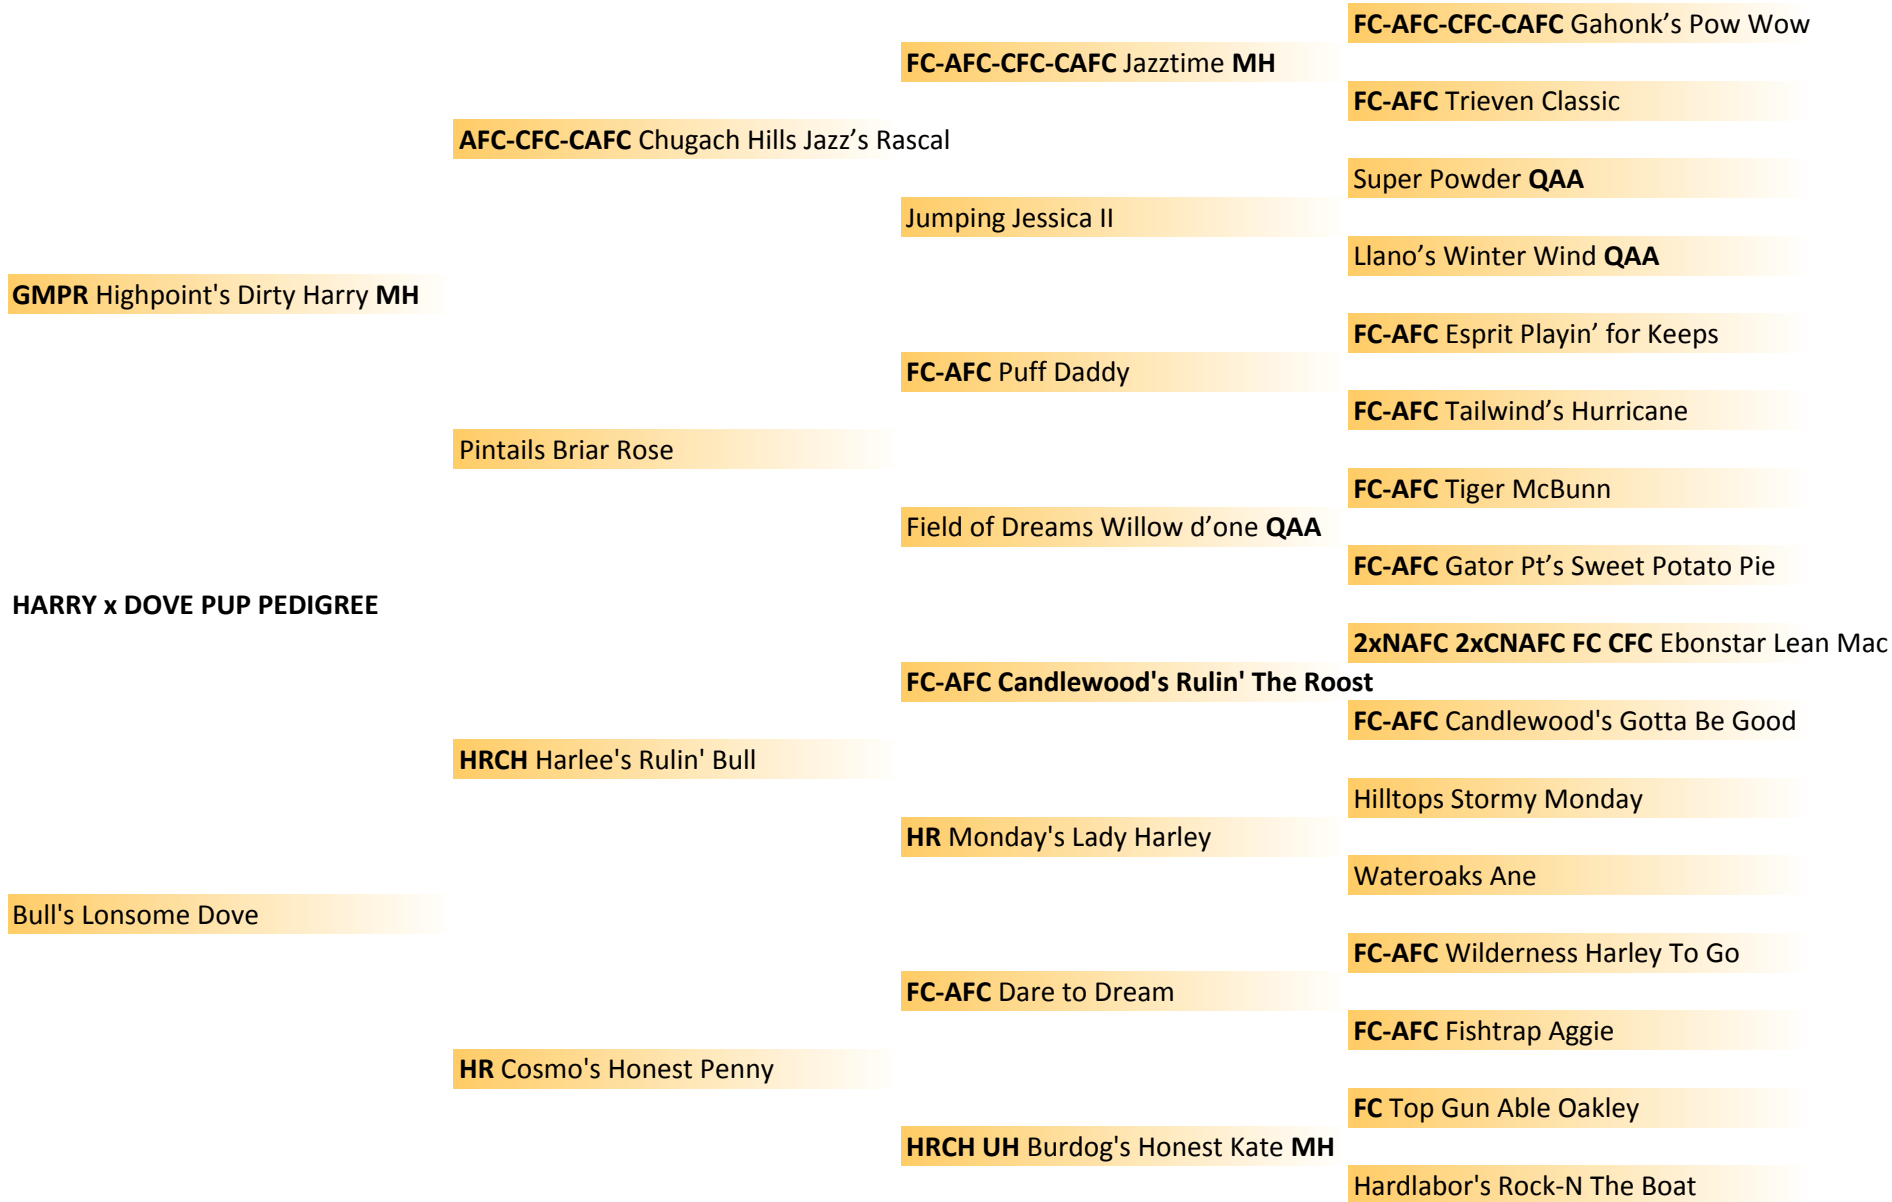 FC-AFC-CFC-CAFC Gahonk’s Pow Wow
FC-AFC-CFC-CAFC Jazztime MH
FC-AFC Trieven Classic
AFC-CFC-CAFC Chugach Hills Jazz’s Rascal
Super Powder QAA
Jumping Jessica II
Llano’s Winter Wind QAA
GMPR Highpoint's Dirty Harry MH
FC-AFC Esprit Playin’ for Keeps
FC-AFC Puff Daddy
FC-AFC Tailwind’s Hurricane
Pintails Briar Rose
FC-AFC Tiger McBunn
Field of Dreams Willow d’one QAA
FC-AFC Gator Pt’s Sweet Potato Pie
HARRY x DOVE PUP PEDIGREE
2xNAFC 2xCNAFC FC CFC Ebonstar Lean Mac
FC-AFC Candlewood's Rulin' The Roost
FC-AFC Candlewood's Gotta Be Good
HRCH Harlee's Rulin' Bull
Hilltops Stormy Monday
HR Monday's Lady Harley
Wateroaks Ane
Bull's Lonsome Dove
FC-AFC Wilderness Harley To Go
FC-AFC Dare to Dream
FC-AFC Fishtrap Aggie
HR Cosmo's Honest Penny
FC Top Gun Able Oakley
HRCH UH Burdog's Honest Kate MH
Hardlabor's Rock-N The Boat